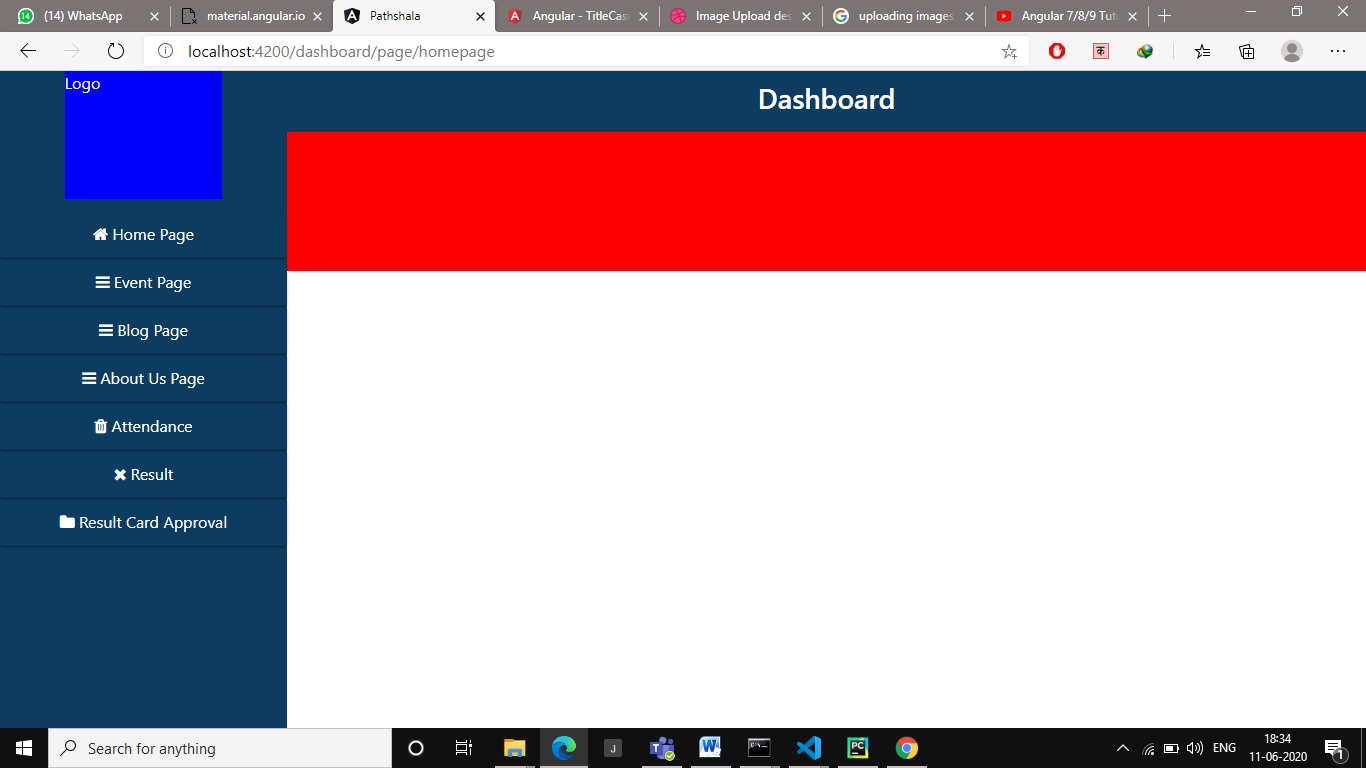 (14) WhatsApp
material.angular.io
Pathshala
Angular - TitleCas
Image Upload des
uploading images
Angular 7/8/9 Tut
localhost:4200/dashboard/page/homepage
क
Logo
Dashboard
Home Page
Event Page
Blog Page
About Us Page
Attendance
Result
Result Card Approval
Search for anything
J
ENG
18:34
11-06-2020
1